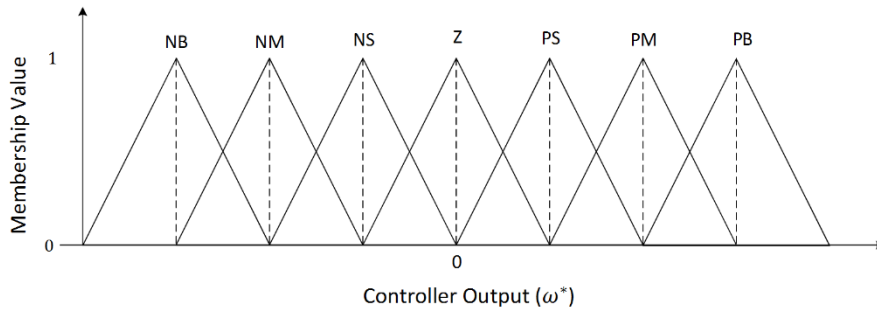 NB NM NS Z PS PM PB
1
Membership Value
0
0
Controller Output (ω*)